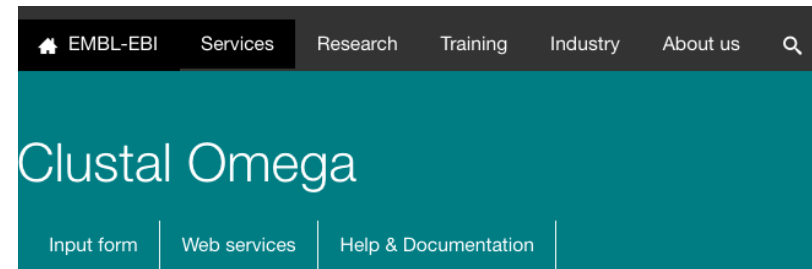 EMBL-EBI Services Research Training Industry About us
Clustal Omega
Input form Web services Help & Documentation